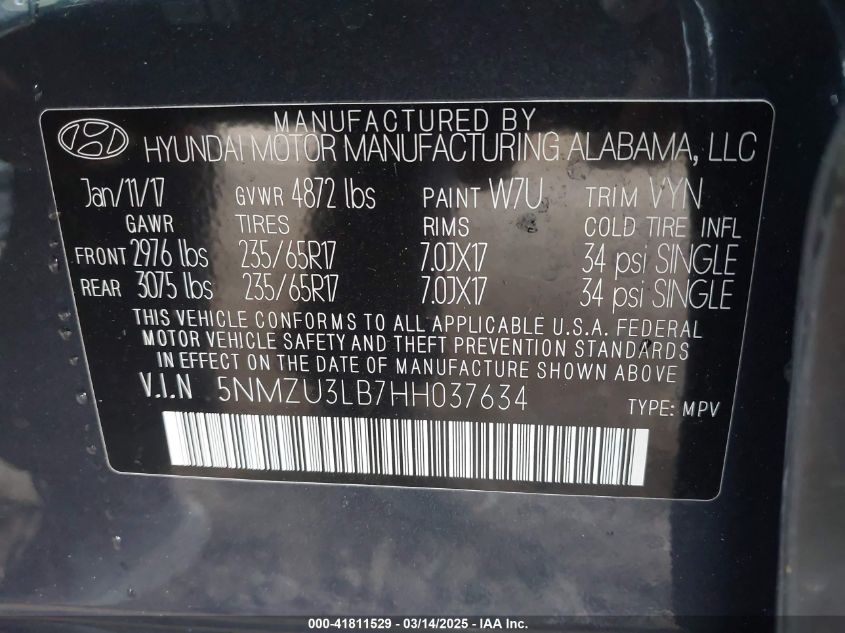 MANUFACTURED BY
HYUNDAI MOTOR MANUFACTURING ALABAMA, LLC
Jan/11/17 GVWR 4872 lbs PAINT W7U TRIM VYN
GAWR TIRES RIMS COLD TIRE INFL
FRONT 2976 lbs 235/65R17 7.0JX17 34 psi SINGLE
REAR 3075 lbs 235/65R17 7.0JX17 34 psi SINGLE
THIS VEHICLE CONFORMS TO ALL APPLICABLE U.S.A. FEDERAL
MOTOR VEHICLE SAFETY AND THEFT PREVENTION STANDARDS
IN EFFECT ON THE DATE OF MANUFACTURE SHOWN ABOVE
V.I.N 5NMZU3LB7HH037634 TYPE: MPV
000-41811529 - 03/14/2025 - IAA Inc.